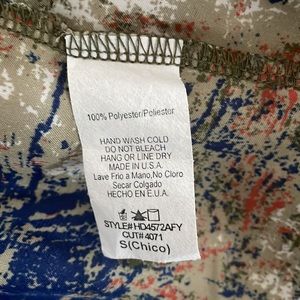 100% Polyester/Poliester
HAND WASH COLD
DO NOT BLEACH
HANG OR LINE DRY
MADE IN U.S.A.
Lave Frio a Mano,No Cloro
Secar Colgado
HECHO EN E.U.A.
STYLE# HD4572AFY
CUT# 4071
S(Chico)